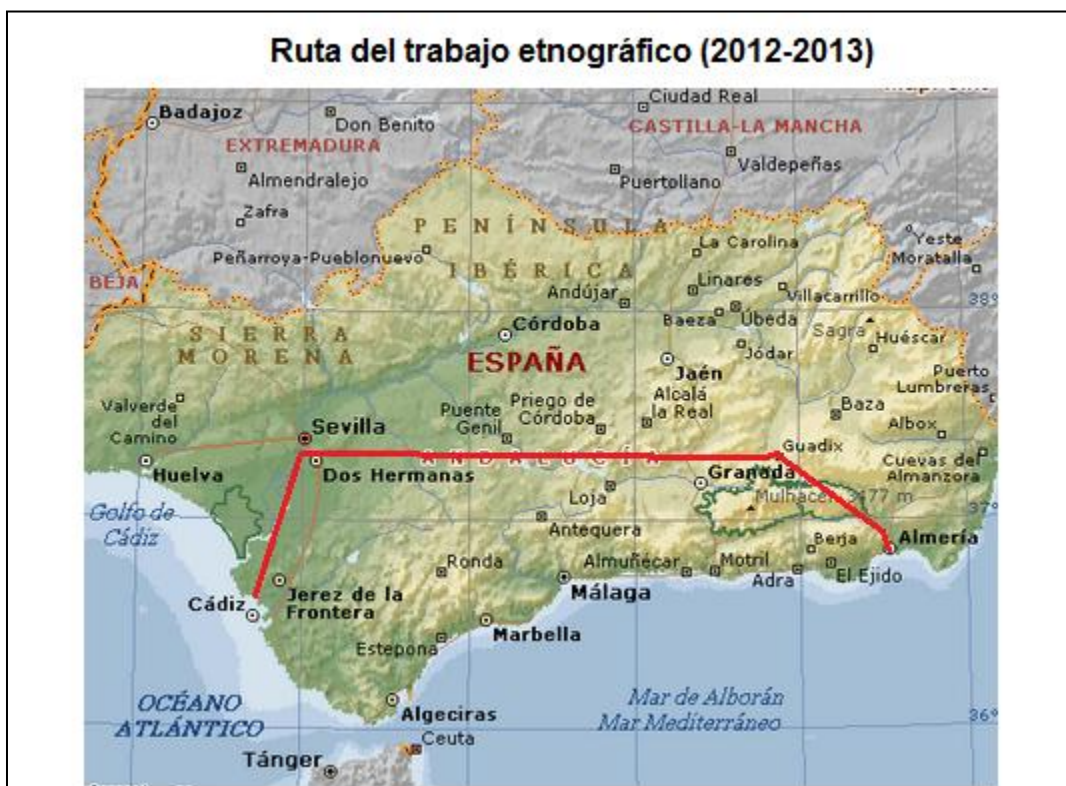 Ruta del trabajo etnográfico (2012-2013)
Ciudad Real
Badajoz
Don Benito
CASTILLA-LA MANCHA
EXTREMADURA
Valdepeñas
Almendralejo
Puertollano
Zafra
PENÍNSULA
IBÉRICA
Yeste
La Carolina
Moratalla
Peñarroya-Pueblonuevo
BEJA
Linares
Villacarrillo
Andújar
38°
Baeza
Úbeda
SIERRA
MORENA
Córdoba
Sagra
Huéscar
ESPAÑA
Jódar
Jaén
Puerto
Lumbreras
Valverde
del
Camino
Priego de
Córdoba
Alcalá
la Real
Puente
Genil
Baza
Albox
Sevilla
Guadix
ANDALUCÍA
Cuevas del
Almanzora
Huelva
Dos Hermanas
Granada
Loja
Mulhacén 3477 m
Golfo de
Cádiz
Antequera
37°
Berja
Almería
Ronda
Almuñécar
Motril
Adra
El Ejido
Málaga
Cádiz
Jerez de la
Frontera
Marbella
Estepona
OCÉANO
ATLÁNTICO
Mar de Alborán
Mar Mediterráneo
Algeciras
36°
Ceuta
Tánger